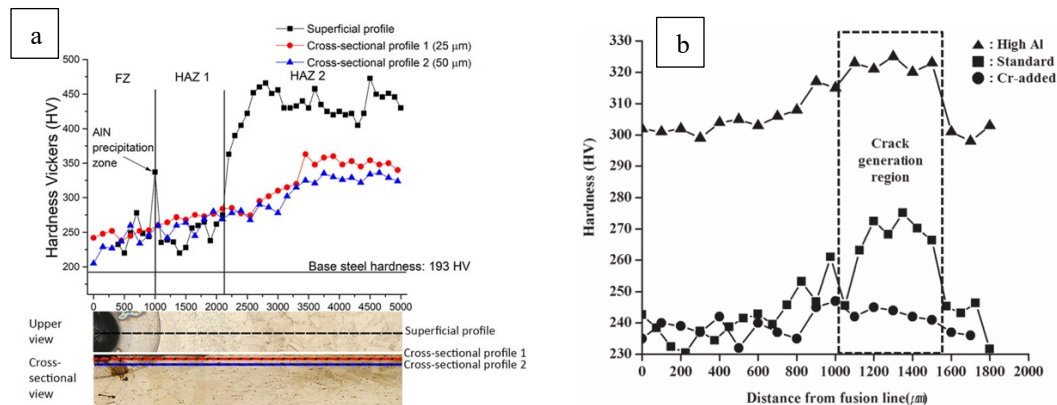 a
Superficial profile
Cross-sectional profile 1 (25 μm)
Cross-sectional profile 2 (50 μm)
Hardness Vickers (HV)
500
450
400
350
300
250
200
FZ
HAZ 1
HAZ 2
AlN
precipitation
zone
Base steel hardness: 193 HV
0 500 1000 1500 2000 2500 3000 3500 4000 4500 5000
Upper
view
Superficial profile
Cross-sectional profile 1
Cross-sectional profile 2
Cross-
sectional
view
b
▲ : High Al
■ : Standard
● : Cr-added
Hardness (HV)
330
320
310
300
270
260
250
240
230
Crack
generation
region
0 200 400 600 800 1000 1200 1400 1600 1800 2000
Distance from fusion line(㎛)